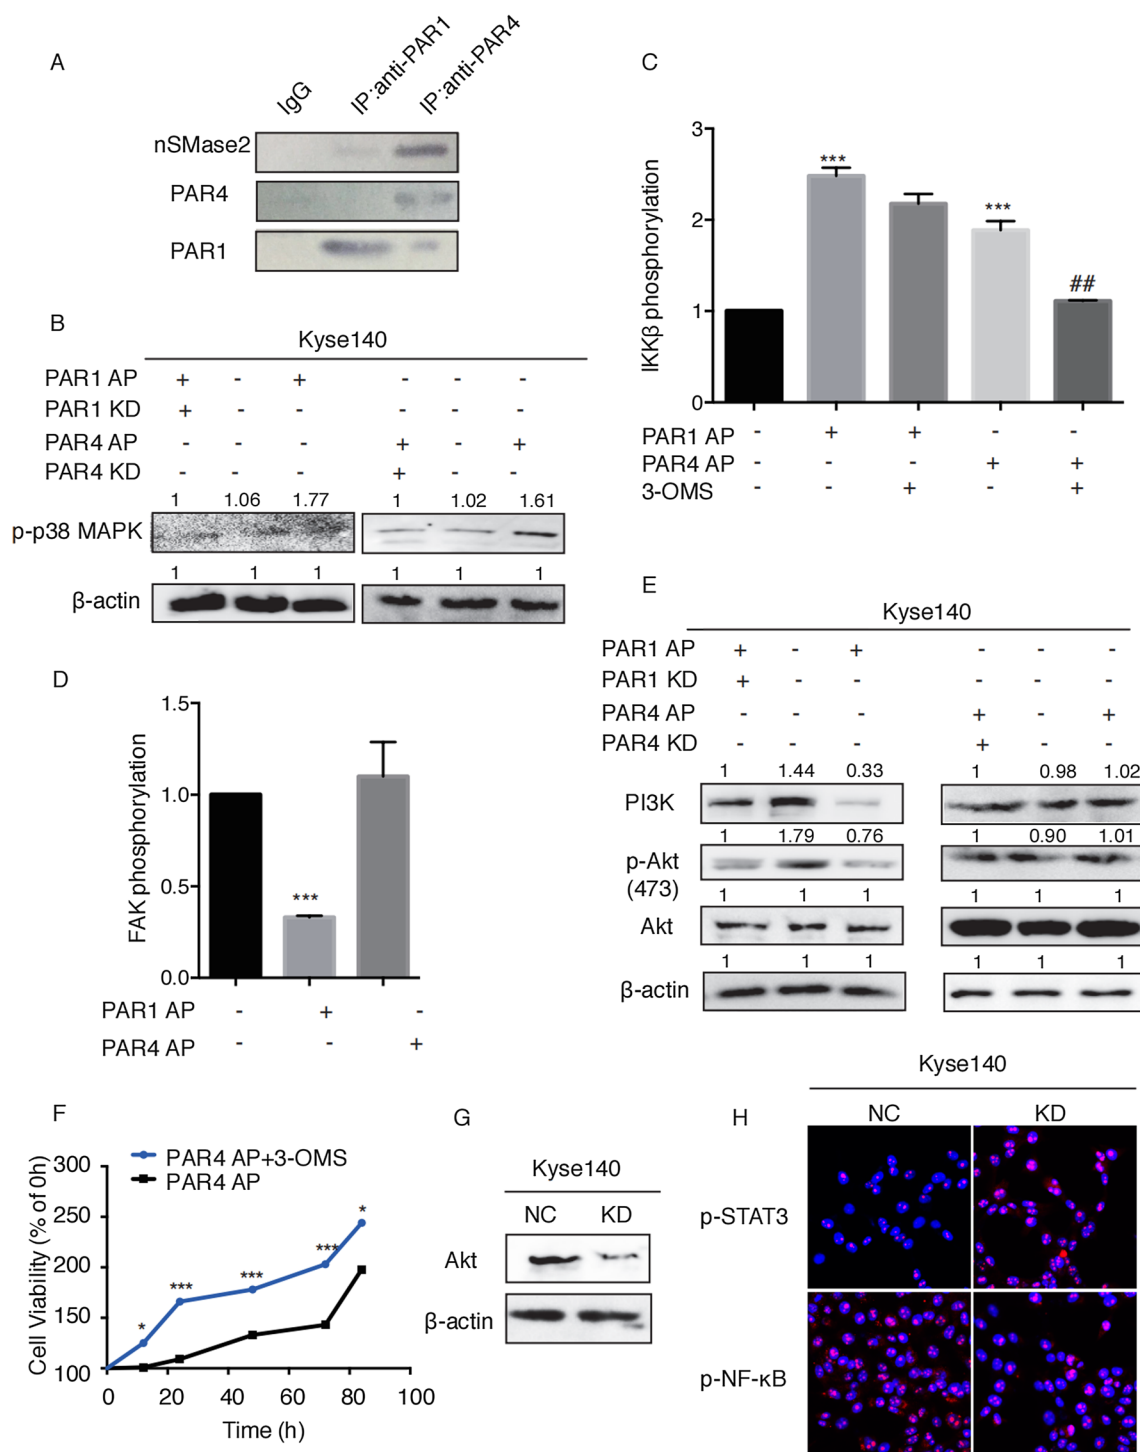 A
IgG
IP:anti-PAR1
IP:anti-PAR4
nSMase2
PAR4
PAR1
B
Kyse140
PAR1 AP + - + - - -
PAR1 KD + - - - - -
PAR4 AP - - - + - +
PAR4 KD - - - + - -
1 1.06 1.77 1 1.02 1.61
p-p38 MAPK
1 1 1 1 1 1
β-actin
C
IKKβ phosphorylation
3
2
1
0
***
***
##
PAR1 AP - + + - -
PAR4 AP - - - + +
3-OMS - - + - +
D
FAK phosphorylation
1.5
1.0
0.5
0.0
***
PAR1 AP - + -
PAR4 AP - - +
E
Kyse140
PAR1 AP + - + - - -
PAR1 KD + - - - - -
PAR4 AP - - - + - +
PAR4 KD - - - + - -
1 1.44 0.33 1 0.98 1.02
PI3K
1 1.79 0.76 1 0.90 1.01
p-Akt
(473)
1 1 1 1 1 1
Akt
1 1 1 1 1 1
β-actin
F
Cell Viability (% of 0h)
300
250
200
150
100
PAR4 AP+3-OMS
PAR4 AP
*
***
***
***
*
0 20 40 60 80 100
Time (h)
G
Kyse140
NC KD
Akt
β-actin
H
Kyse140
NC KD
p-STAT3
p-NF-κB